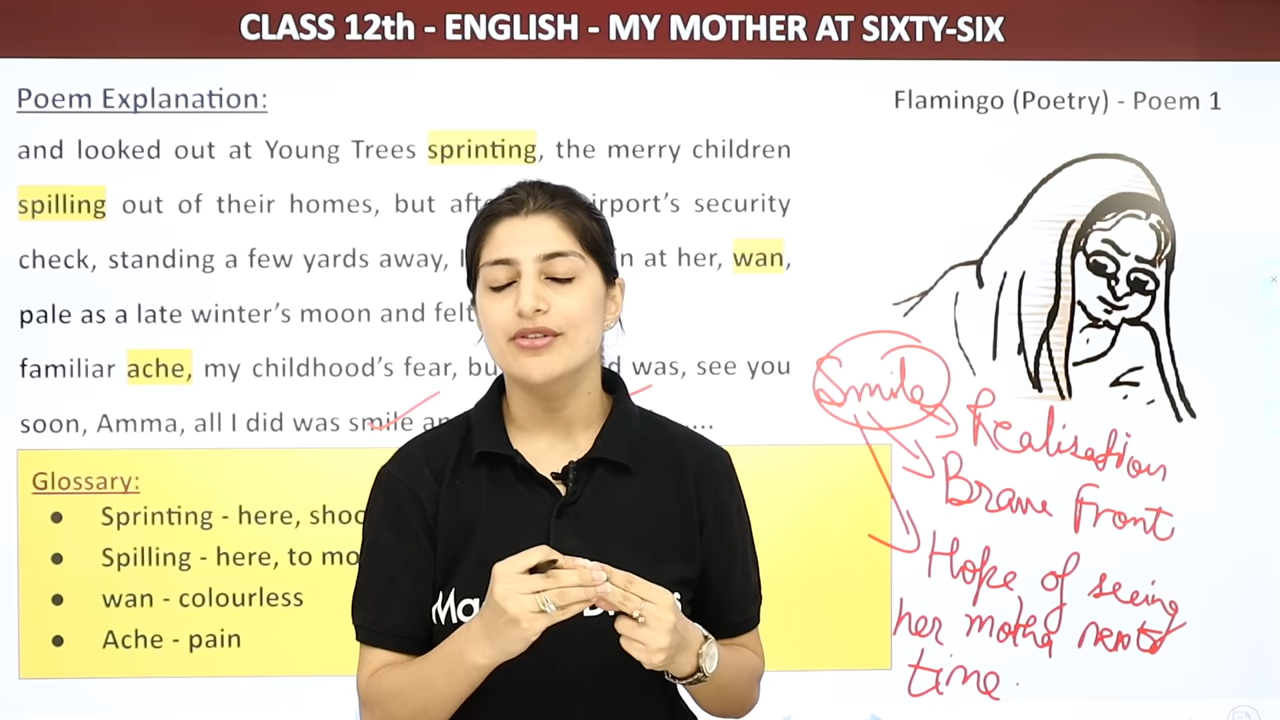 CLASS 12th - ENGLISH - MY MOTHER AT SIXTY-SIX
Poem Explanation:
Flamingo (Poetry) - Poem 1
and looked out at Young Trees sprinting, the merry children
spilling out of their homes, but irport's security
check, standing a few yards away, at her, wan,
pale as a late winter's moon and felt
familiar ache, my childhood's fear, was, see you
soon, Amma, all I did was smile ....
Glossary:
Sprinting - here,
Spilling - here, to
wan - colourless
Ache - pain
Smile
Realisation
Brave Front
Hope of seeing
her mother next
time.